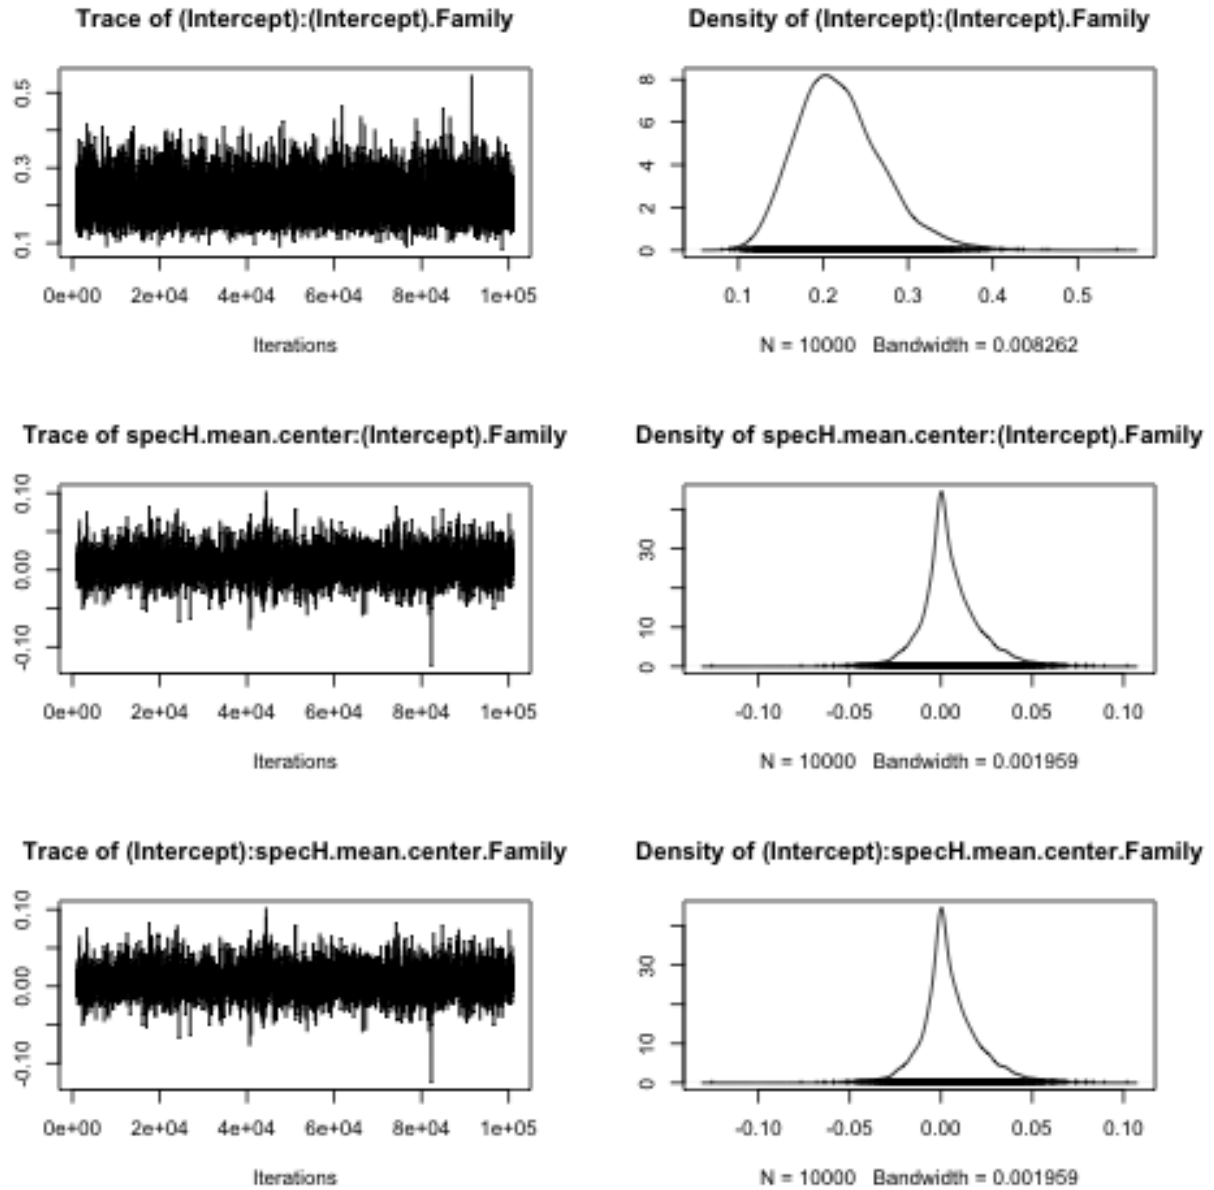 Trace of (Intercept):(Intercept).Family
0.1 0.3 0.5
0e+00 2e+04 4e+04 6e+04 8e+04 1e+05
Iterations
Density of (Intercept):(Intercept).Family
0 2 4 6 8
0.1 0.2 0.3 0.4 0.5
N = 10000 Bandwidth = 0.008262
Trace of specH.mean.center:(Intercept).Family
-0.10 0.00 0.10
0e+00 2e+04 4e+04 6e+04 8e+04 1e+05
Iterations
Density of specH.mean.center:(Intercept).Family
0 10 30
-0.10 -0.05 0.00 0.05 0.10
N = 10000 Bandwidth = 0.001959
Trace of (Intercept):specH.mean.center.Family
-0.10 0.00 0.10
0e+00 2e+04 4e+04 6e+04 8e+04 1e+05
Iterations
Density of (Intercept):specH.mean.center.Family
0 10 30
-0.10 -0.05 0.00 0.05 0.10
N = 10000 Bandwidth = 0.001959